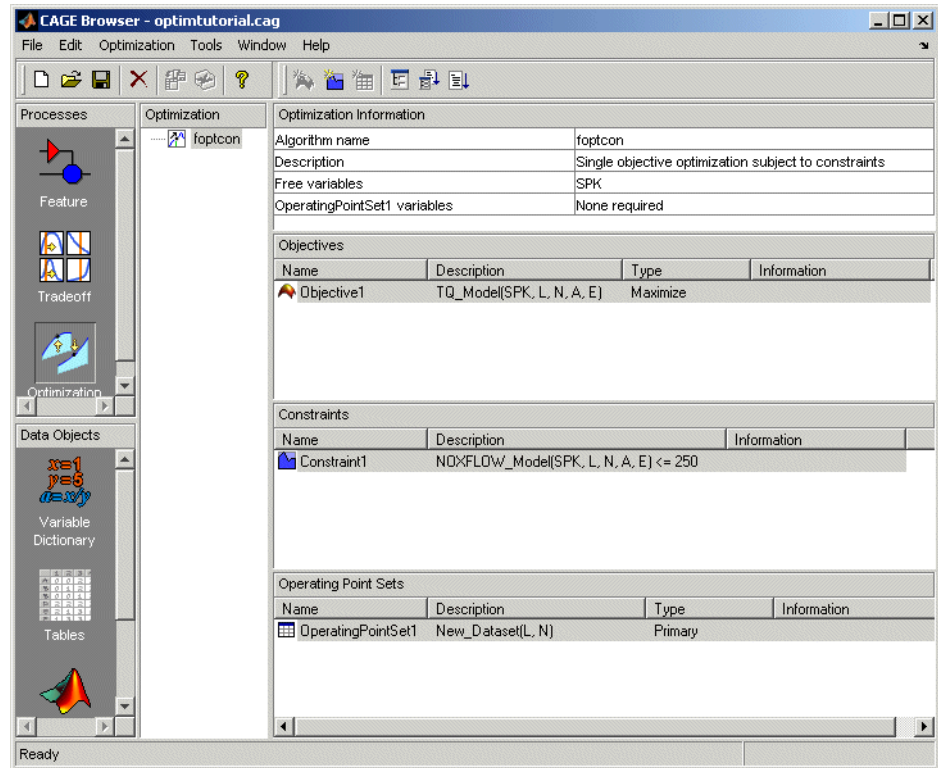 CAGE Browser - optimtutorial.cag
File Edit Optimization Tools Window Help
Processes
Feature
Tradeoff
Optimization
Data Objects
x=1
y=5
a=x/y
Variable
Dictionary
Tables
Optimization
foptcon
Optimization Information
Algorithm name foptcon
Description Single objective optimization subject to constraints
Free variables SPK
OperatingPointSet1 variables None required
Objectives
Name Description Type Information
Objective1 TQ_Model(SPK, L, N, A, E) Maximize
Constraints
Name Description Information
Constraint1 NOXFLOW_Model(SPK, L, N, A, E) <= 250
Operating Point Sets
Name Description Type Information
OperatingPointSet1 New_Dataset(L, N) Primary
Ready